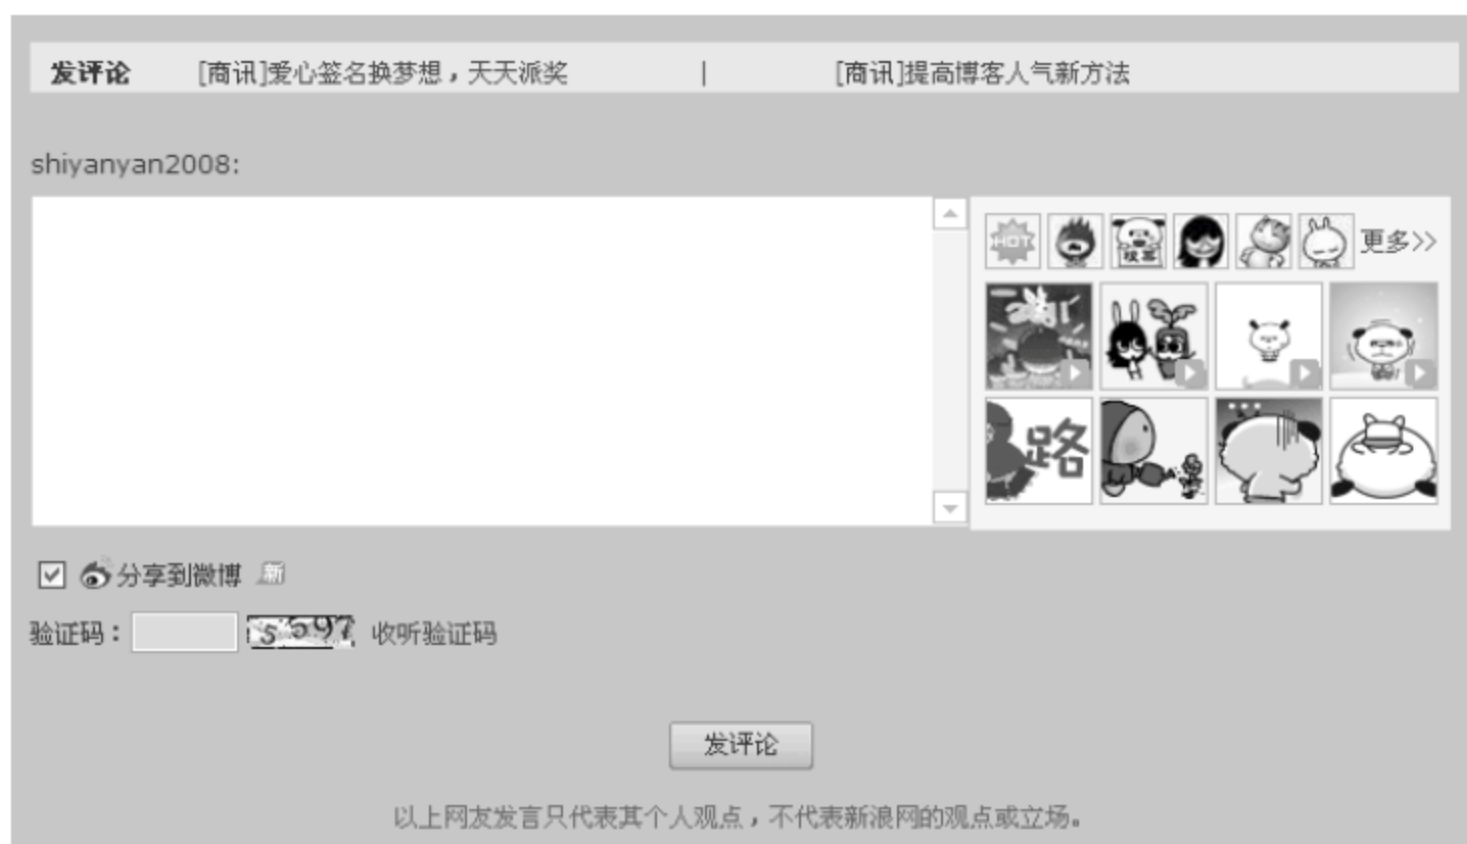 发评论 [商讯]爱心签名换梦想，天天派奖 | [商讯]提高博客人气新方法
shiyanyan2008:
HOT 更多>>
路
分享到微博 新
验证码： 5597 收听验证码
发评论
以上网友发言只代表其个人观点，不代表新浪网的观点或立场。